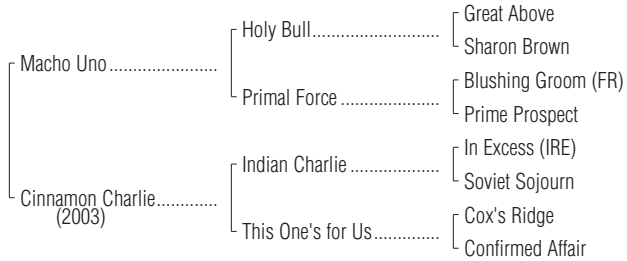 Great Above
Holy Bull
Sharon Brown
Macho Uno
Blushing Groom (FR)
Primal Force
Prime Prospect
In Excess (IRE)
Indian Charlie
Soviet Sojourn
Cinnamon Charlie
(2003)
Cox's Ridge
This One's for Us
Confirmed Affair